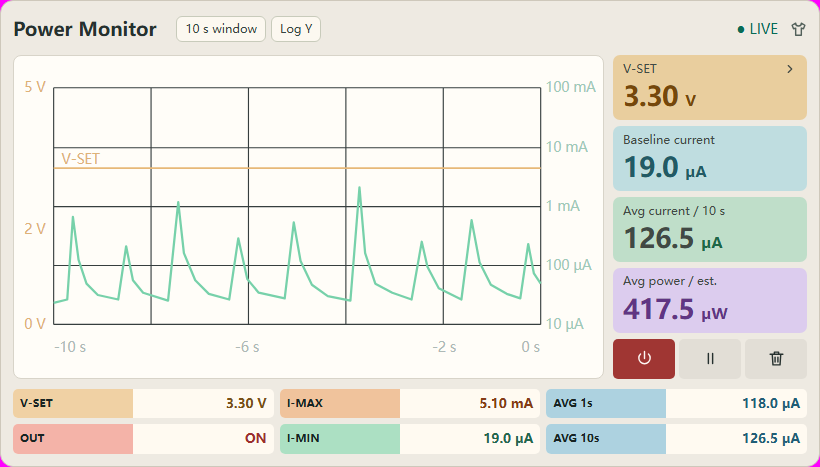 Power Monitor
10 s window
Log Y
LIVE
V-SET
3.30 V
Baseline current
19.0 µA
Avg current / 10 s
126.5 µA
Avg power / est.
417.5 µW
5 V
2 V
0 V
V-SET
100 mA
10 mA
1 mA
100 µA
10 µA
-10 s
-6 s
-2 s
0 s
V-SET
3.30 V
I-MAX
5.10 mA
AVG 1s
118.0 µA
OUT
ON
I-MIN
19.0 µA
AVG 10s
126.5 µA